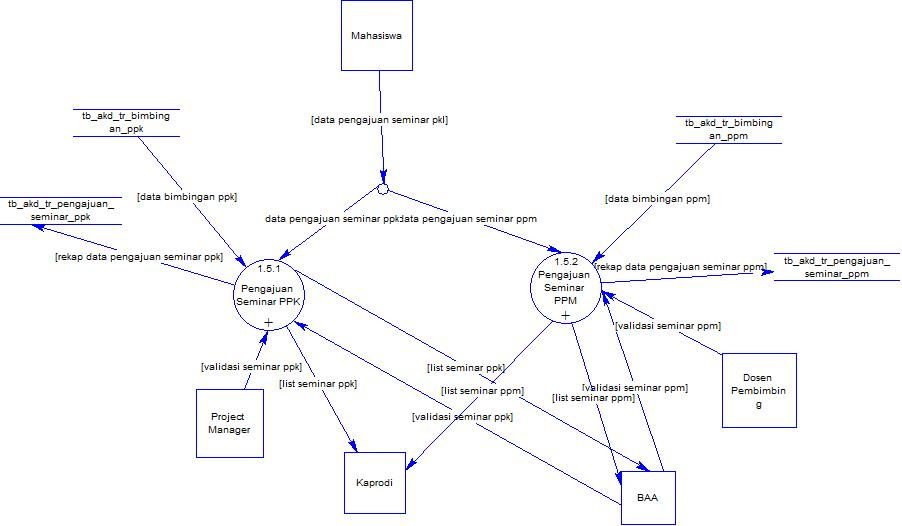 Mahasiswa
[data pengajuan seminar pkl]
tb_akd_tr_bimbing
an_ppk
tb_akd_tr_bimbing
an_ppm
[data bimbingan ppk]
[data bimbingan ppm]
tb_akd_tr_pengajuan_
seminar_ppk
data pengajuan seminar ppk
data pengajuan seminar ppm
[rekap data pengajuan seminar ppk]
[rekap data pengajuan seminar ppm]
tb_akd_tr_pengajuan_
seminar_ppm
1.5.1
Pengajuan
Seminar PPK
+
1.5.2
Pengajuan
Seminar
PPM
+
[validasi seminar ppm]
[validasi seminar ppk]
[list seminar ppk]
[list seminar ppk]
[list seminar ppm]
[validasi seminar ppm]
[list seminar ppm]
[validasi seminar ppk]
Dosen
Pembimbin
g
Project
Manager
Kaprodi
BAA